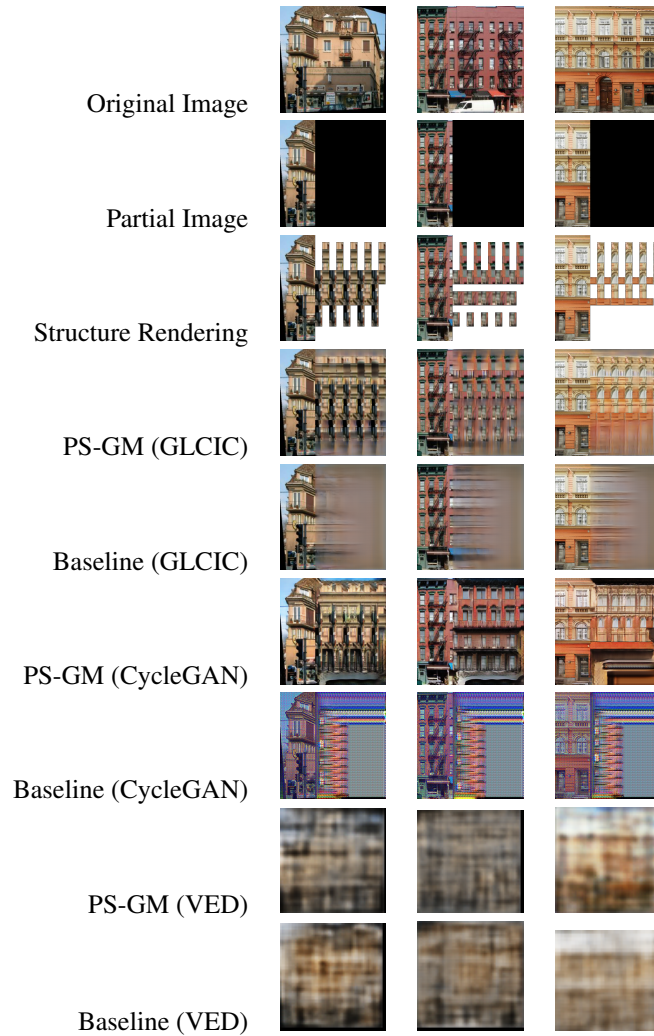 Original Image
Partial Image
Structure Rendering
PS-GM (GLCIC)
Baseline (GLCIC)
PS-GM (CycleGAN)
Baseline (CycleGAN)
PS-GM (VED)
Baseline (VED)